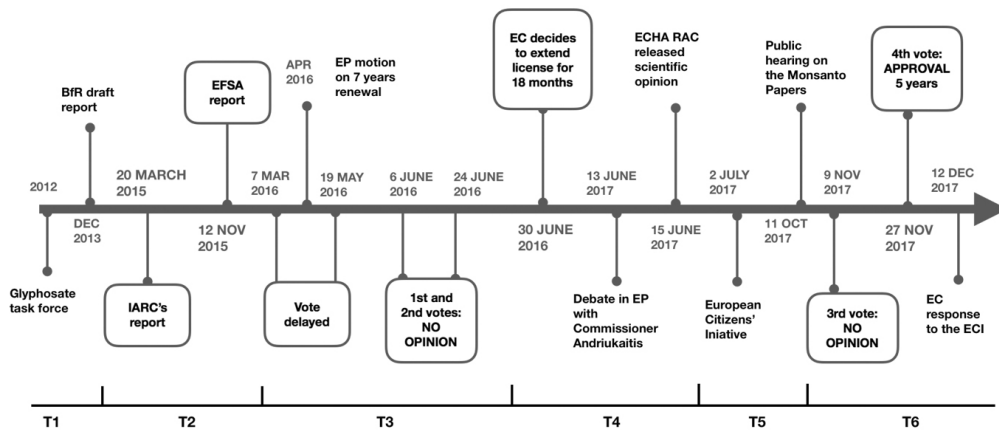 EC decides
to extend
license for
18 months
ECHA RAC
released
scientific
opinion
Public
hearing on
the Monsanto
Papers
4th vote:
APPROVAL
5 years
APR
2016
EP motion
on 7 years
renewal
EFSA
report
BfR draft
report
2012
20 MARCH
2015
7 MAR
2016
19 MAY
2016
6 JUNE
2016
24 JUNE
2016
13 JUNE
2017
2 JULY
2017
9 NOV
2017
12 DEC
2017
DEC
2013
12 NOV
2015
30 JUNE
2016
15 JUNE
2017
11 OCT
2017
27 NOV
2017
Glyphosate
task force
IARC's
report
Vote
delayed
1st and
2nd votes:
NO
OPINION
Debate in EP
with
Commissioner
Andriukaitis
European
Citizens'
Iniative
3rd vote:
NO
OPINION
EC
response
to the ECI
T1
T2
T3
T4
T5
T6